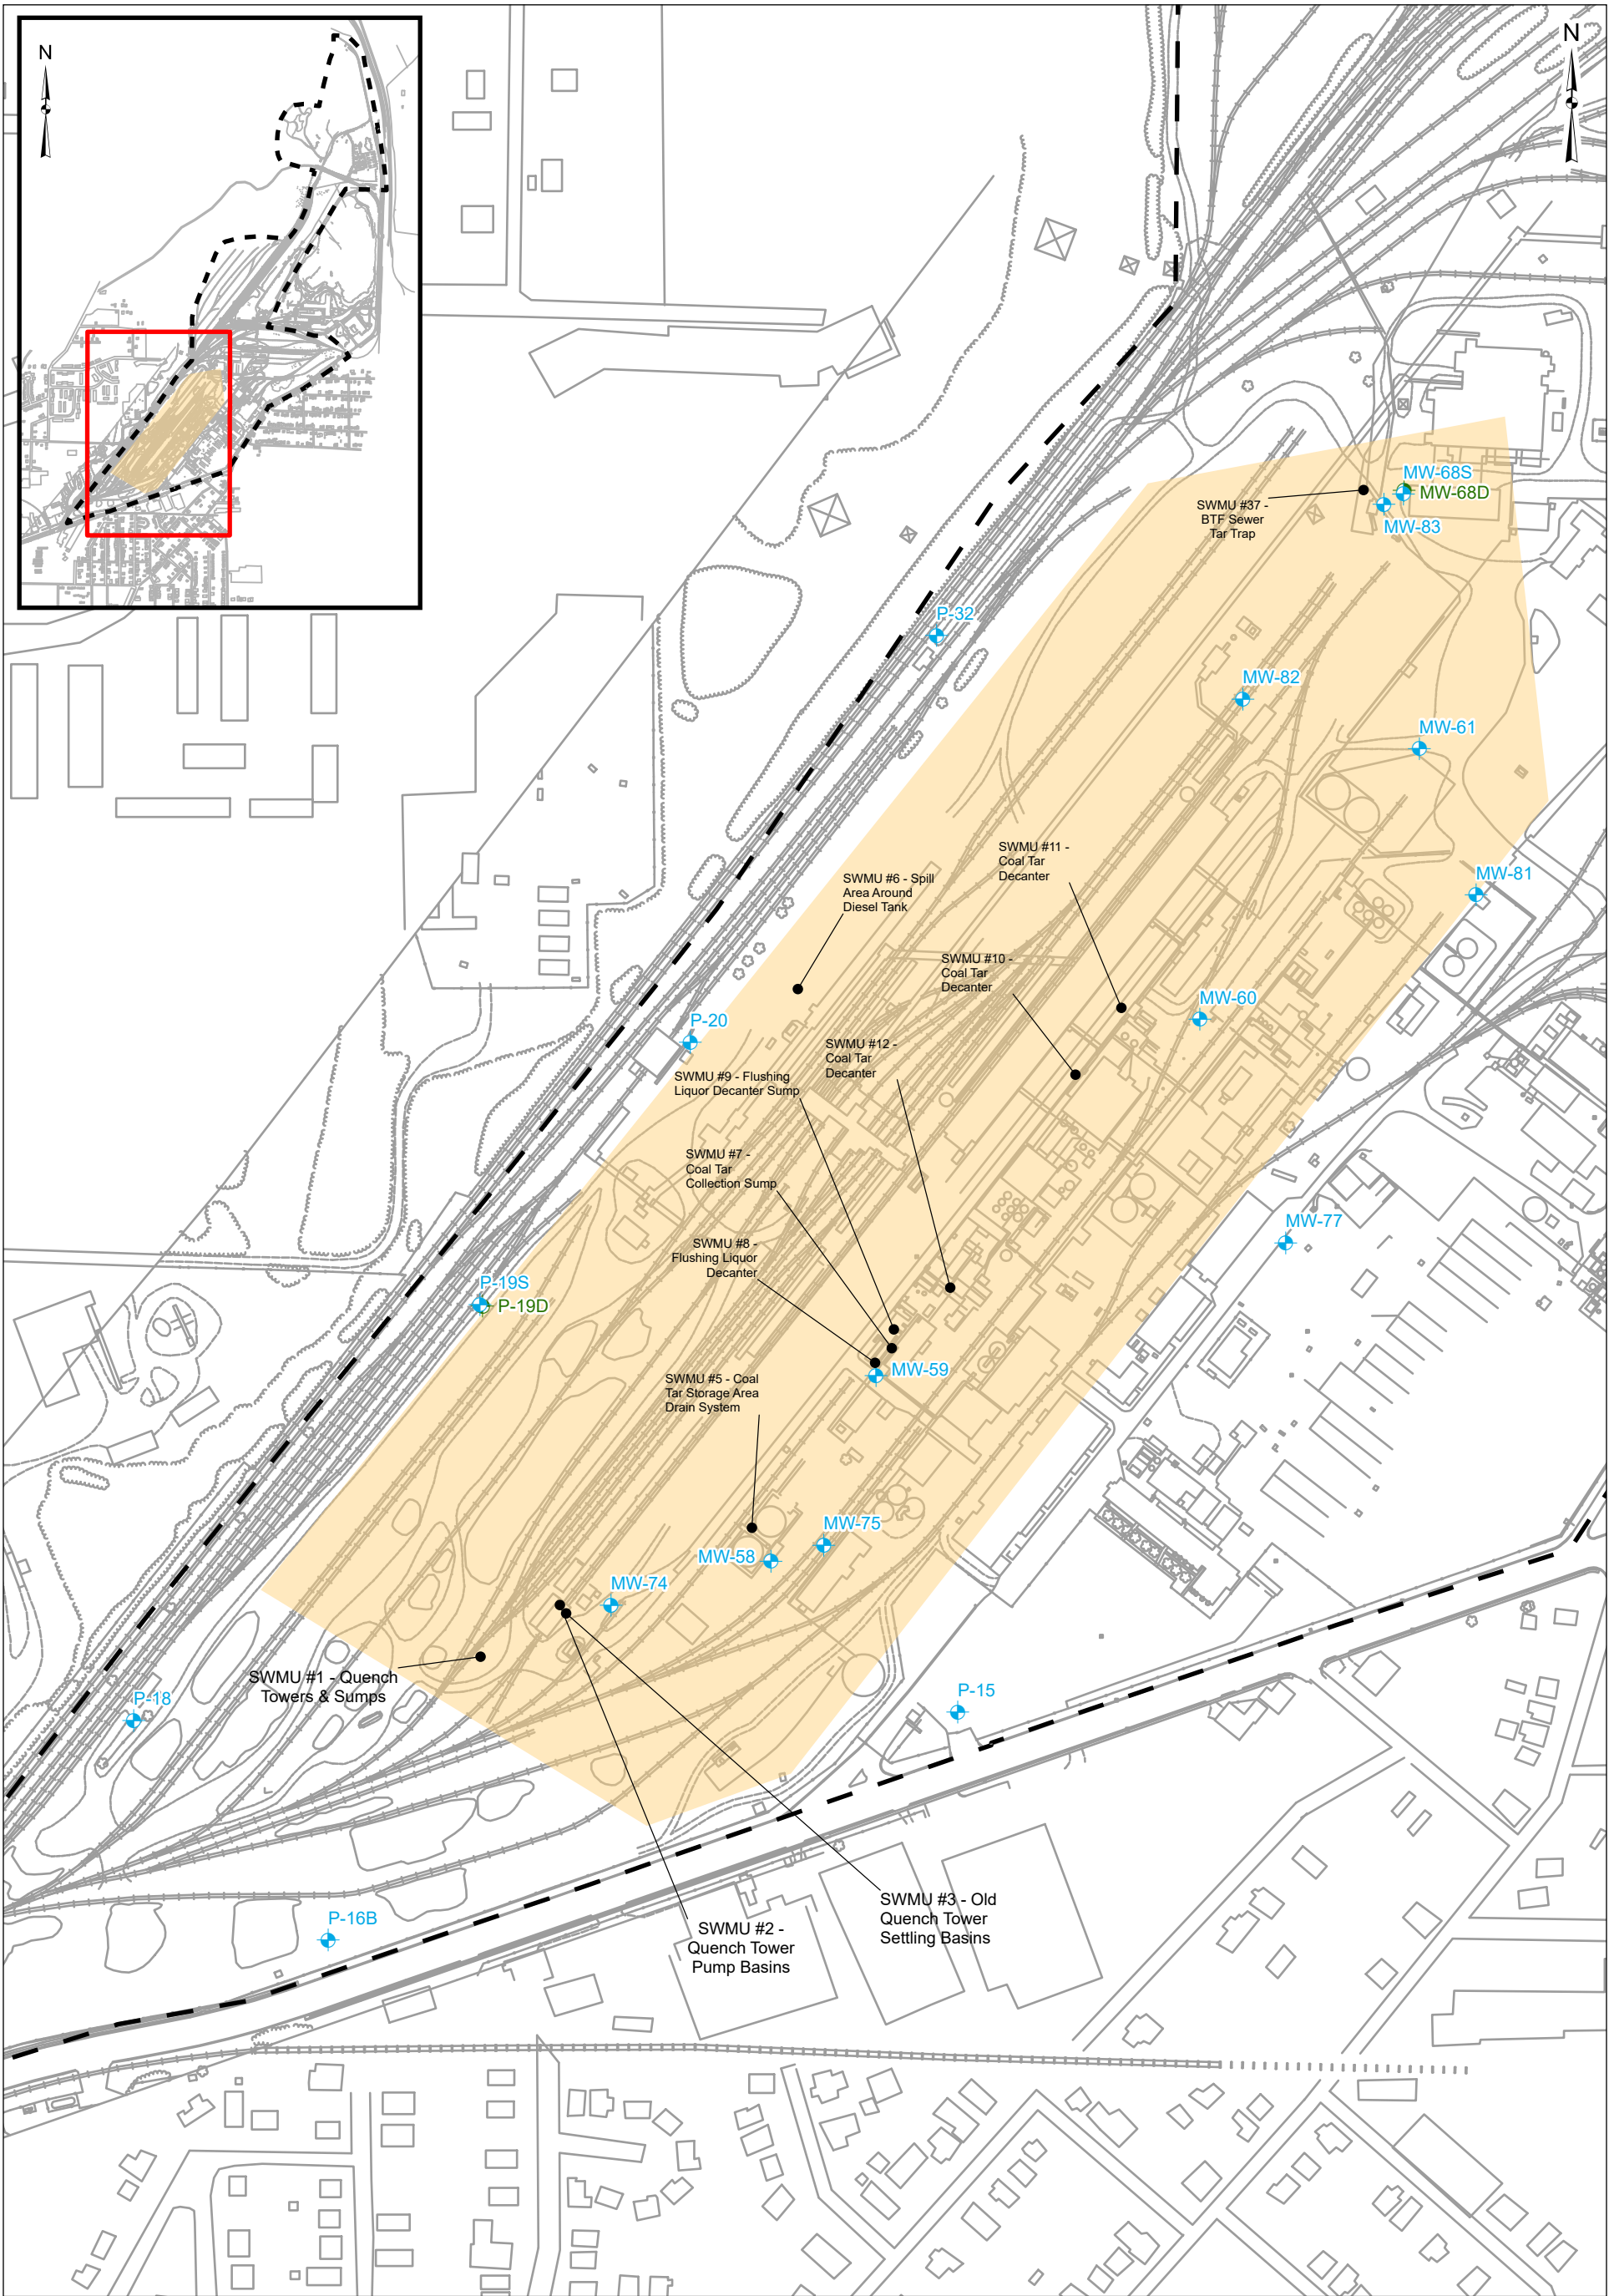 N
N
MW-68S
MW-68D
MW-83
SWMU #37 -
BTF Sewer
Tar Trap
P-32
MW-82
MW-61
SWMU #11 -
Coal Tar
Decanter
SWMU #6 - Spill
Area Around
Diesel Tank
MW-81
SWMU #10 -
Coal Tar
Decanter
MW-60
P-20
SWMU #12 -
Coal Tar
Decanter
SWMU #9 - Flushing
Liquor Decanter Sump
SWMU #7 -
Coal Tar
Collection Sump
MW-77
SWMU #8 -
Flushing Liquor
Decanter
P-19S
P-19D
MW-59
SWMU #5 - Coal
Tar Storage Area
Drain System
MW-75
MW-58
MW-74
SWMU #1 - Quench
Towers & Sumps
P-18
P-15
SWMU #3 - Old
Quench Tower
Settling Basins
P-16B
SWMU #2 -
Quench Tower
Pump Basins